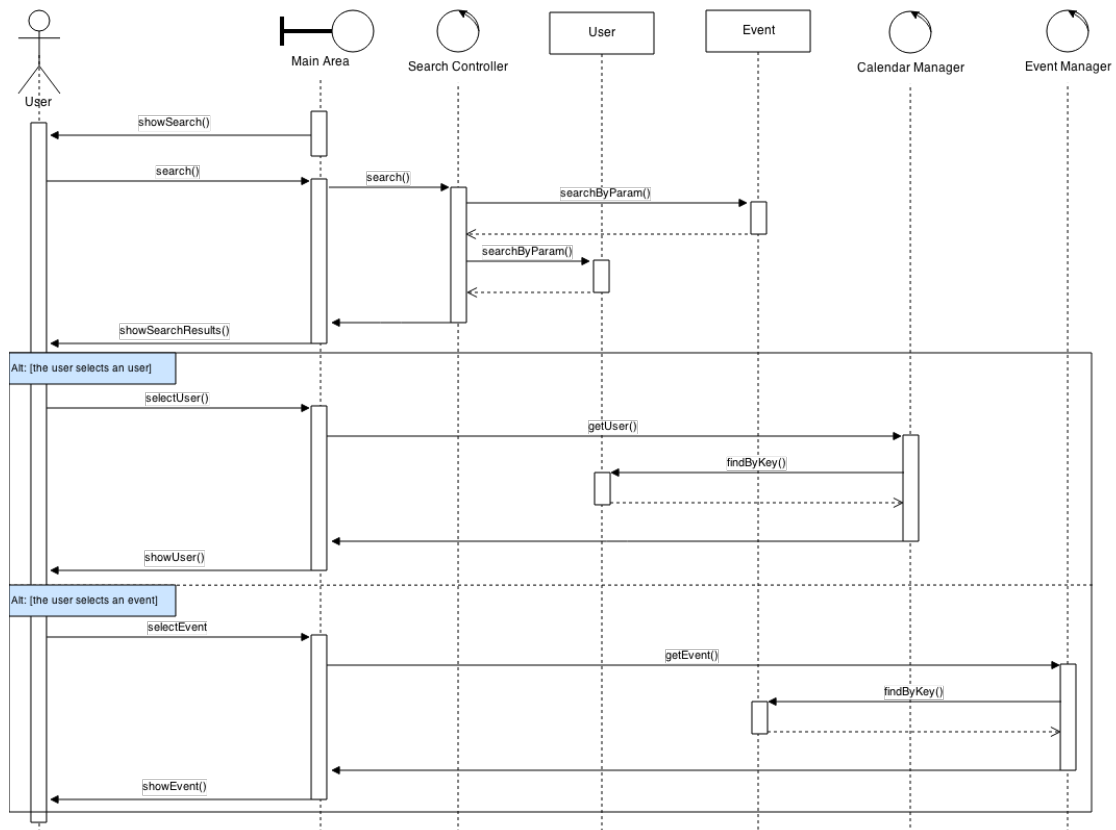 User
Main Area
Search Controller
User
Event
Calendar Manager
Event Manager
showSearch()
search()
search()
searchByParam()
searchByParam()
showSearchResults()
Alt: [the user selects an user]
selectUser()
getUser()
findByKey()
showUser()
Alt: [the user selects an event]
selectEvent
getEvent()
findByKey()
showEvent()